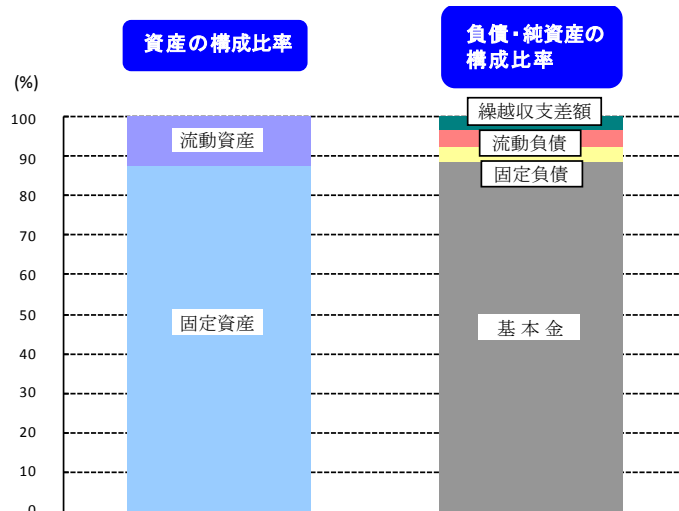 資産の構成比率
負債・純資産の
構成比率
(%)
100
90
80
70
60
50
40
30
20
10
0
流動資産
固定資産
繰越収支差額
流動負債
固定負債
基本金